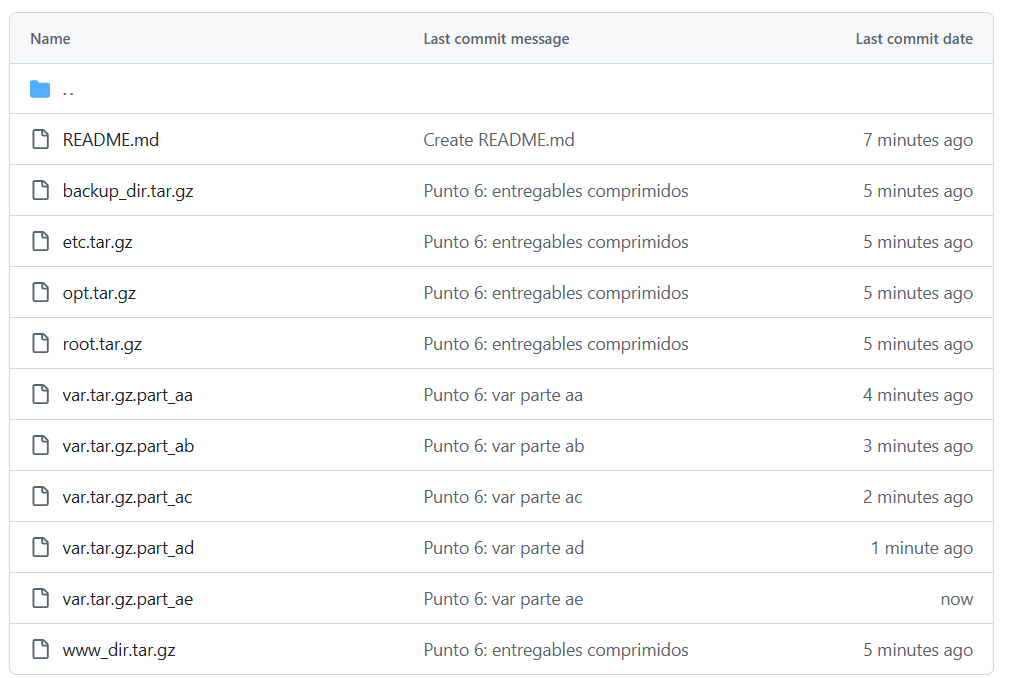 Name Last commit message Last commit date
..
README.md Create README.md 7 minutes ago
backup_dir.tar.gz Punto 6: entregables comprimidos 5 minutes ago
etc.tar.gz Punto 6: entregables comprimidos 5 minutes ago
opt.tar.gz Punto 6: entregables comprimidos 5 minutes ago
root.tar.gz Punto 6: entregables comprimidos 5 minutes ago
var.tar.gz.part_aa Punto 6: var parte aa 4 minutes ago
var.tar.gz.part_ab Punto 6: var parte ab 3 minutes ago
var.tar.gz.part_ac Punto 6: var parte ac 2 minutes ago
var.tar.gz.part_ad Punto 6: var parte ad 1 minute ago
var.tar.gz.part_ae Punto 6: var parte ae now
www_dir.tar.gz Punto 6: entregables comprimidos 5 minutes ago